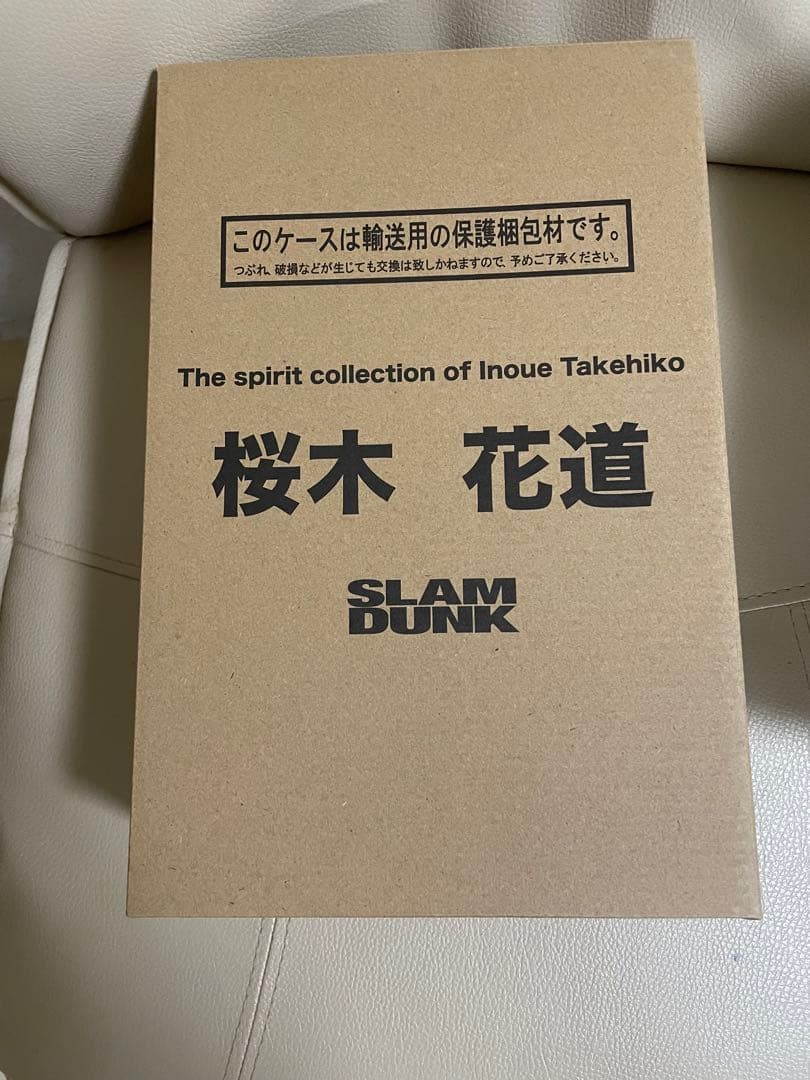 このケースは輸送用の保護梱包材です。
つぶれ、破損などが生じても交換は致しかねますので、予めご了承ください。
The spirit collection of Inoue Takehiko
桜木 花道
SLAM
DUNK